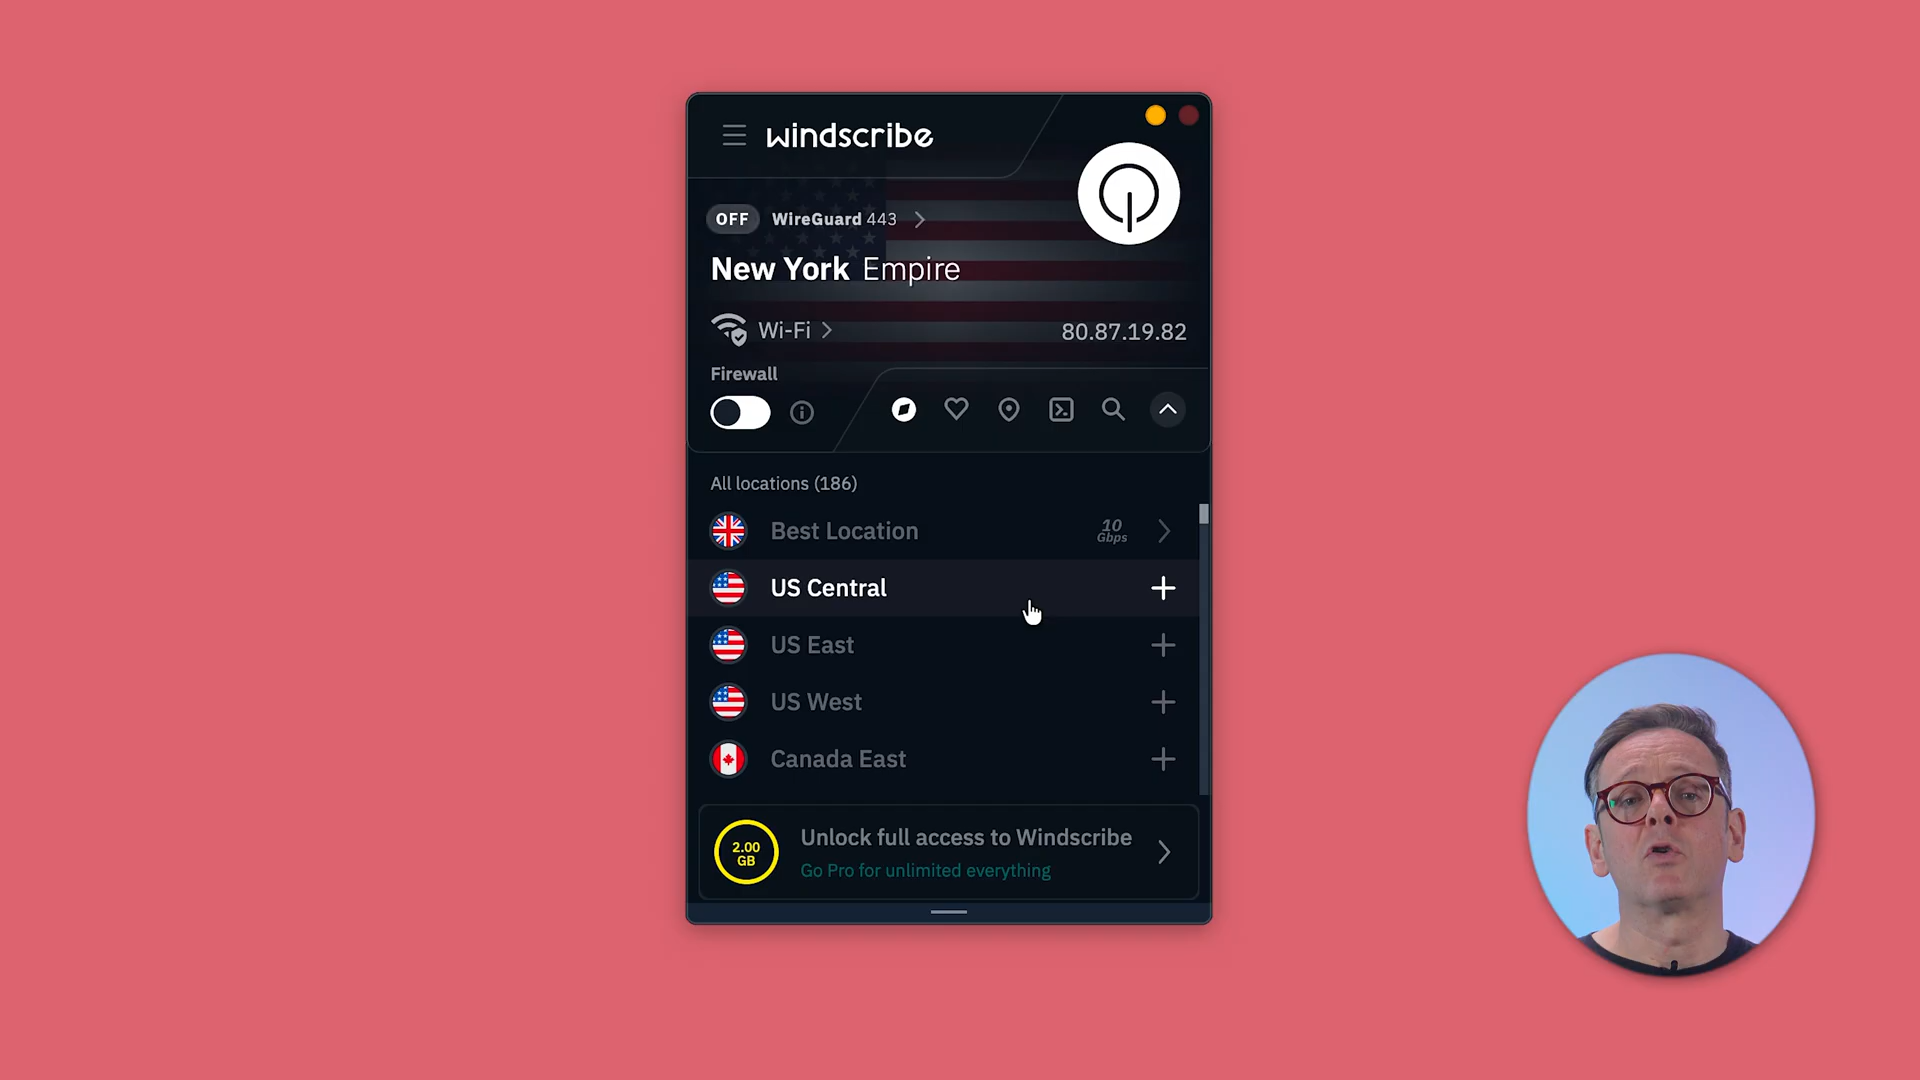 windscribe
OFF WireGuard 443
New York Empire
Wi-Fi 80.87.19.82
Firewall
All locations (186)
Best Location 10 Gbps
US Central
US East
US West
Canada East
2.00 GB
Unlock full access to Windscribe
Go Pro for unlimited everything